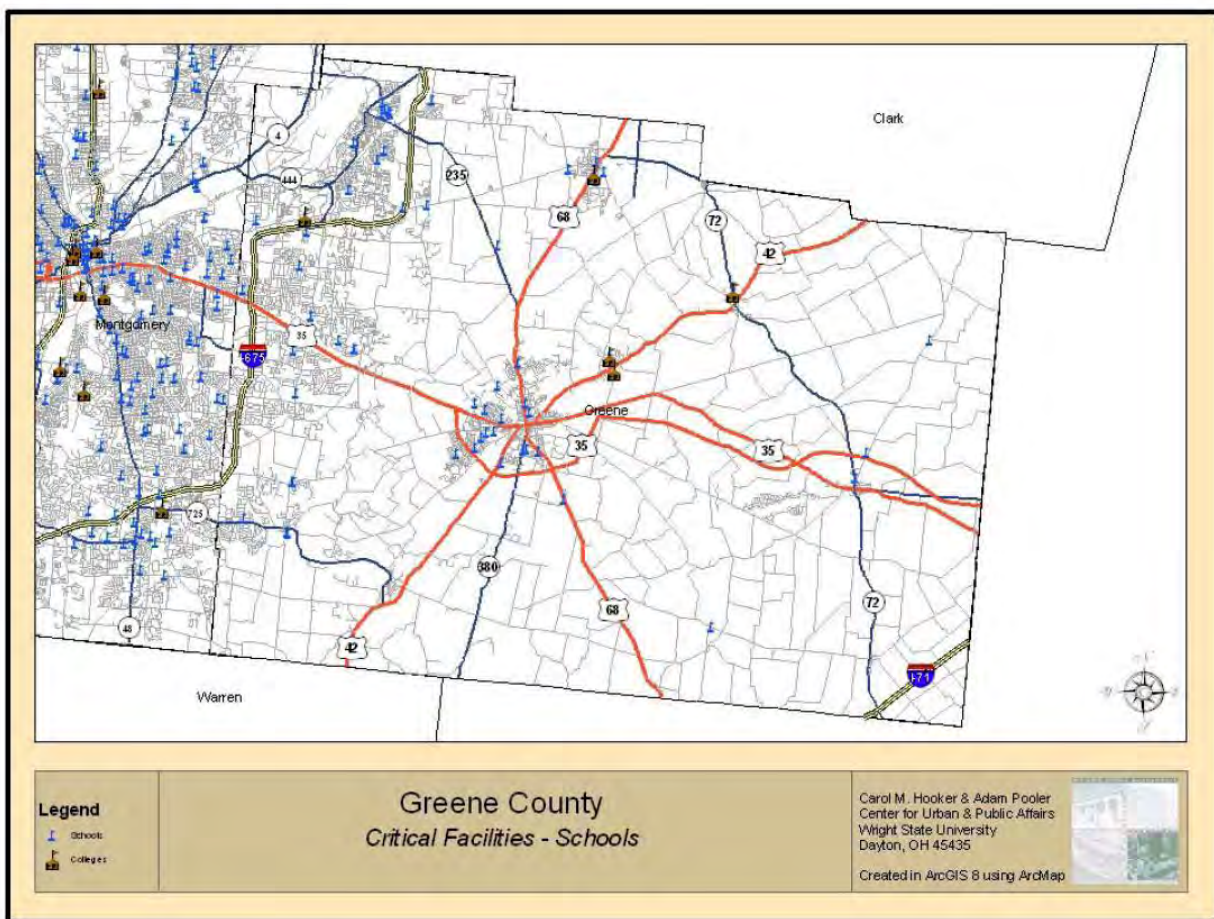 Clark
4
444
235
68
72
42
Montgomery
35
I-675
Greene
35
35
725
380
72
68
48
42
I-71
Warren
Legend
Schools
Colleges
Greene County
Critical Facilities - Schools
Carol M. Hooker & Adam Pooler
Center for Urban & Public Affairs
Wright State University
Dayton, OH 45435
Created in ArcGIS 8 using ArcMap